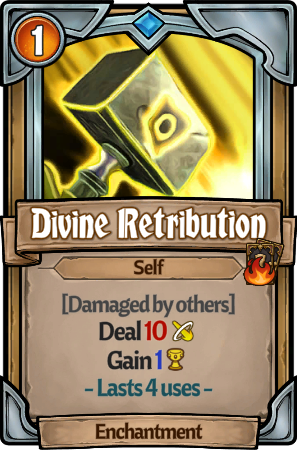 1
Divine Retribution
Self
[Damaged by others]
Deal 10
Gain 1
- Lasts 4 uses -
Enchantment